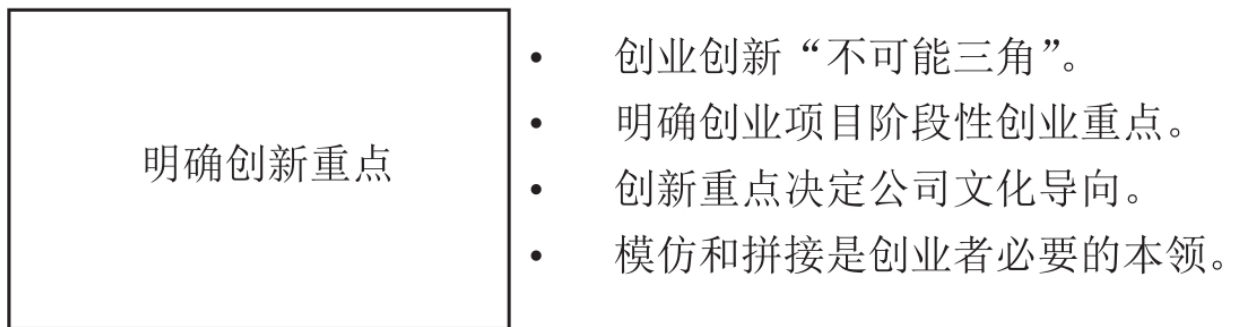 明确创新重点
• 创业创新“不可能三角”。
• 明确创业项目阶段性创业重点。
• 创新重点决定公司文化导向。
• 模仿和拼接是创业者必要的本领。